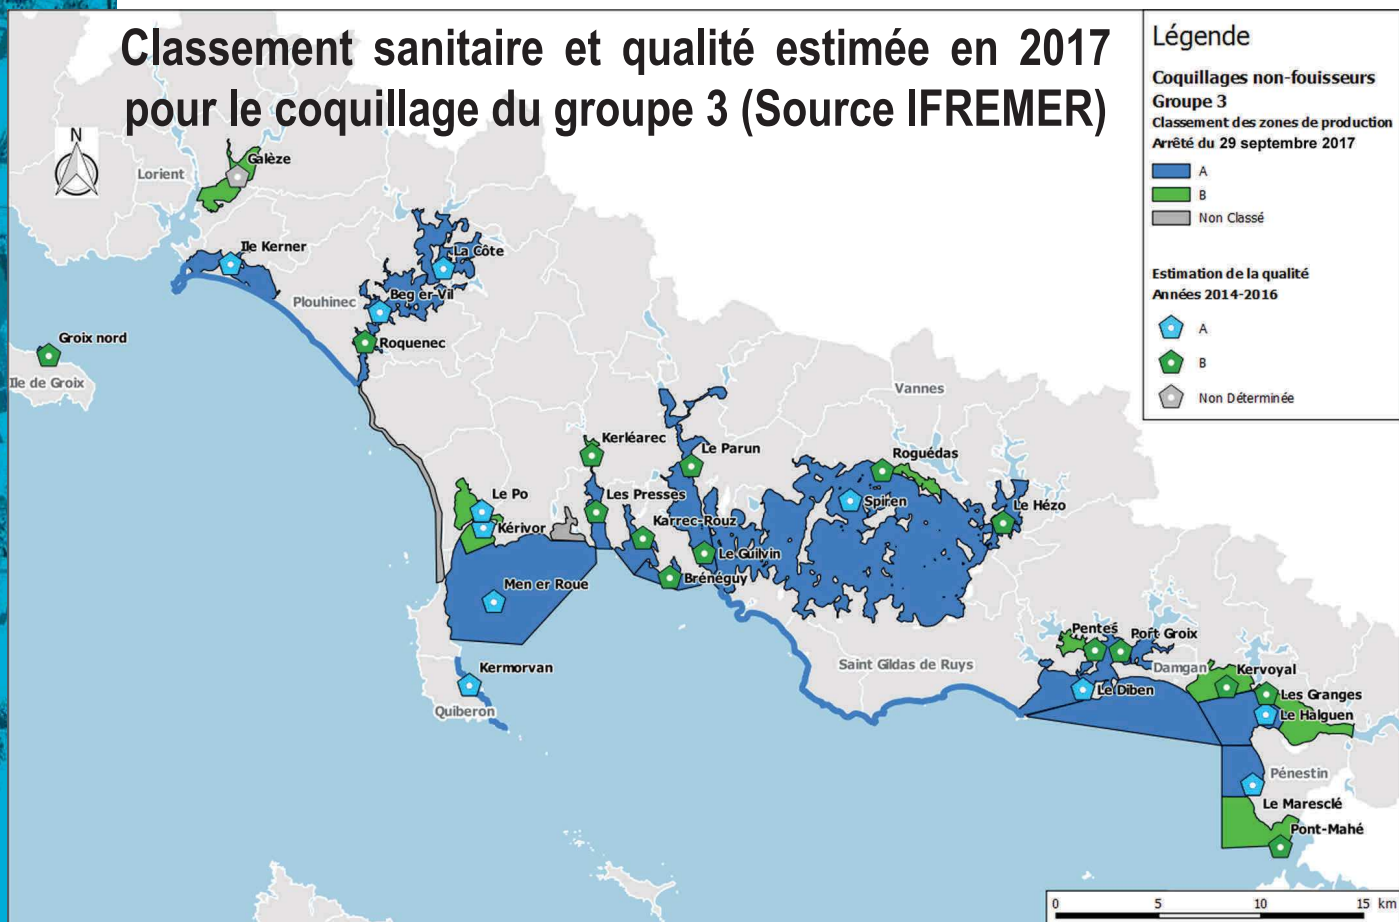 Classement sanitaire et qualité estimée en 2017
pour le coquillage du groupe 3 (Source IFREMER)
Légende
Coquillages non-fouisseurs
Groupe 3
Classement des zones de production
Arrêté du 29 septembre 2017
A
B
Non Classé
Estimation de la qualité
Années 2014-2016
A
B
Non Déterminée
N
Galèze
Lorient
Ile Kerner
La Côte
Plouhinec
Beg er Vil
Roquenec
Groix nord
Ile de Groix
Vannes
Kerléarec
Le Parun
Roguédas
Le Po
Les Presses
Spiren
Le Hézo
Kérivor
Karrec-Rouz
Le Guilvin
Brénéguy
Men er Roue
Pentes
Port Groix
Saint Gildas de Ruys
Damgan
Kervoyal
Kermorvan
Le Diben
Les Granges
Quiberon
Le Halguen
Pénestin
Le Maresclé
Pont-Mahé
0 5 10 15 km